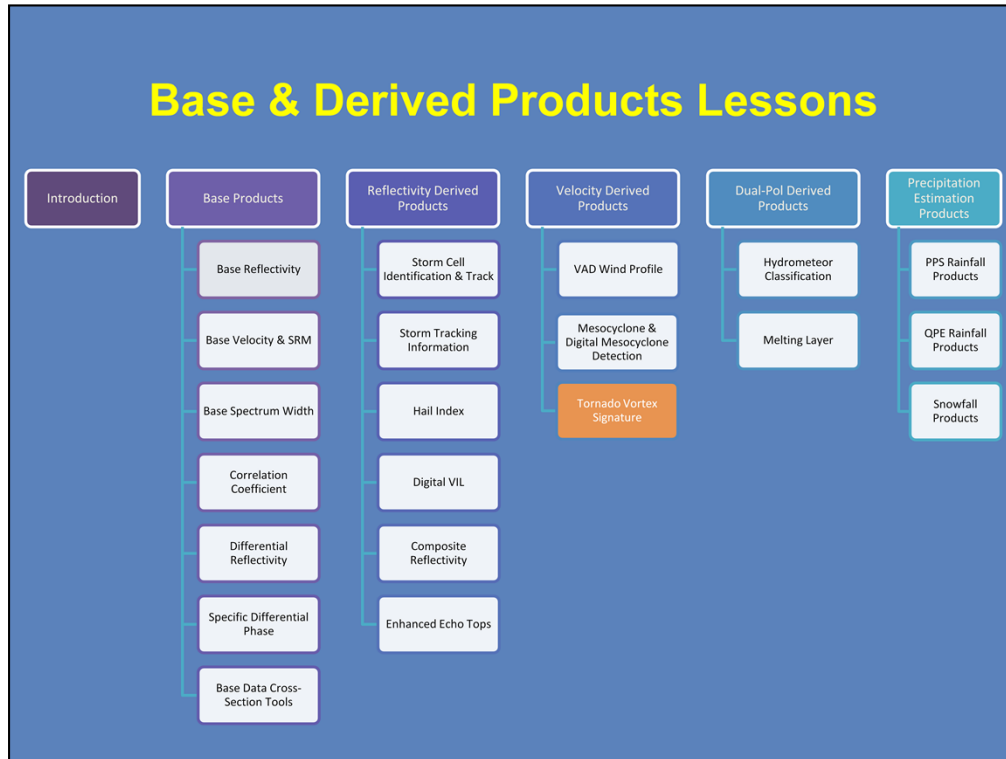 Base & Derived Products Lessons
Introduction
Base Products
Base Reflectivity
Base Velocity & SRM
Base Spectrum Width
Correlation
Coefficient
Differential
Reflectivity
Specific Differential
Phase
Base Data Cross-
Section Tools
Reflectivity Derived
Products
Storm Cell
Identification & Track
Storm Tracking
Information
Hail Index
Digital VIL
Composite
Reflectivity
Enhanced Echo Tops
Velocity Derived
Products
VAD Wind Profile
Mesocyclone &
Digital Mesocyclone
Detection
Tornado Vortex
Signature
Dual-Pol Derived
Products
Hydrometeor
Classification
Melting Layer
Precipitation
Estimation
Products
PPS Rainfall
Products
QPE Rainfall
Products
Snowfall
Products